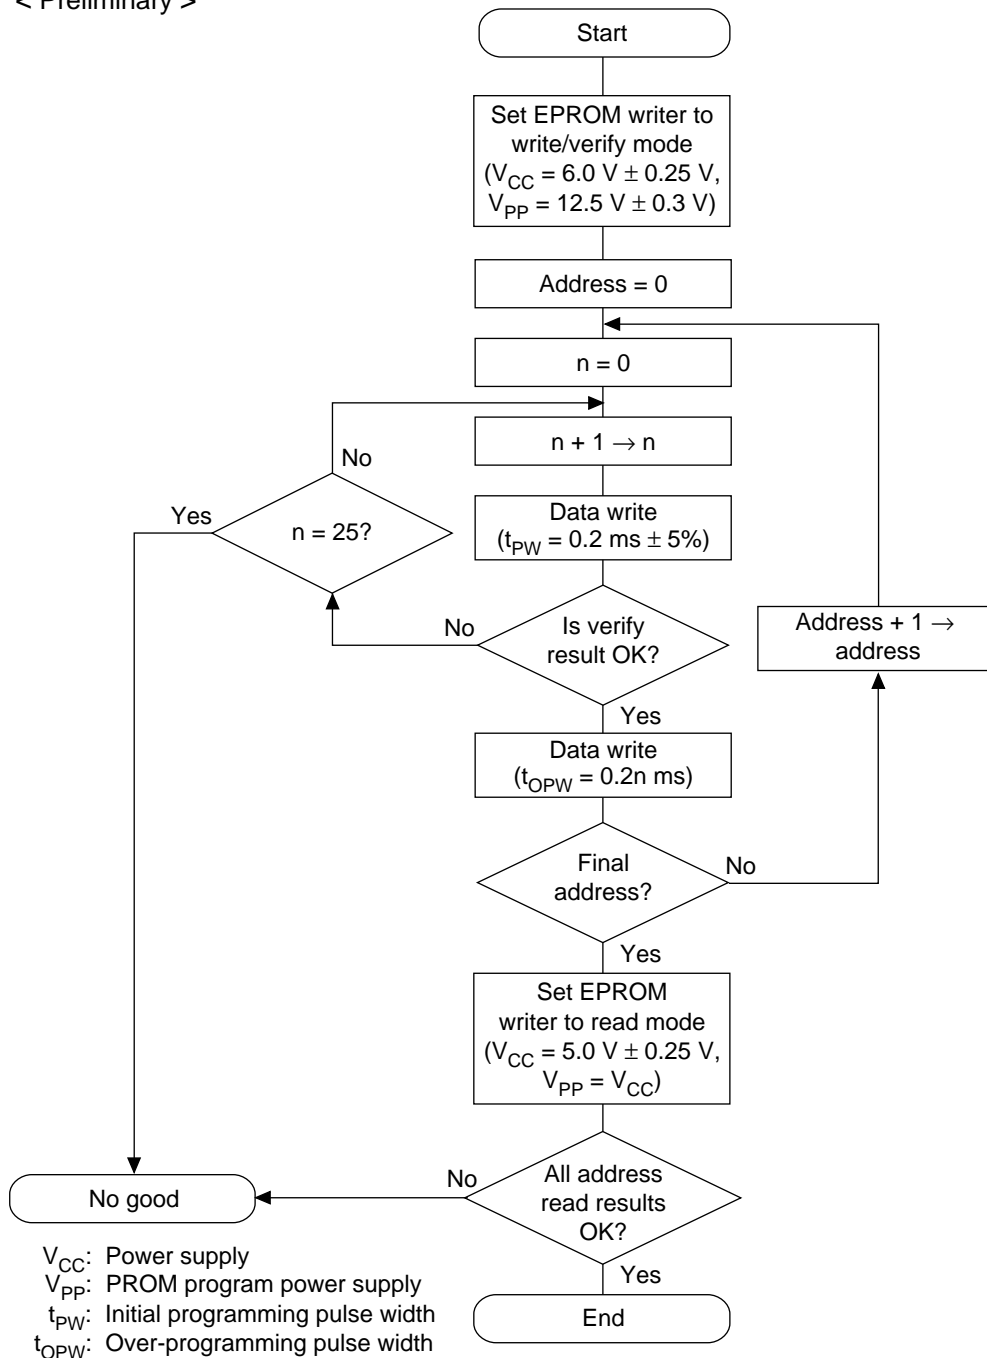 < Preliminary >
Start
Set EPROM writer to
write/verify mode
(VCC = 6.0 V ± 0.25 V,
VPP = 12.5 V ± 0.3 V)
Address = 0
n = 0
n + 1 → n
No
Yes
n = 25?
Data write
(tPW = 0.2 ms ± 5%)
No
Is verify
result OK?
Address + 1 →
address
Yes
Data write
(tOPW = 0.2n ms)
Final
address?
No
Yes
Set EPROM
writer to read mode
(VCC = 5.0 V ± 0.25 V,
VPP = VCC)
No
All address
read results
OK?
No good
Yes
End
VCC: Power supply
VPP: PROM program power supply
tPW: Initial programming pulse width
tOPW: Over-programming pulse width